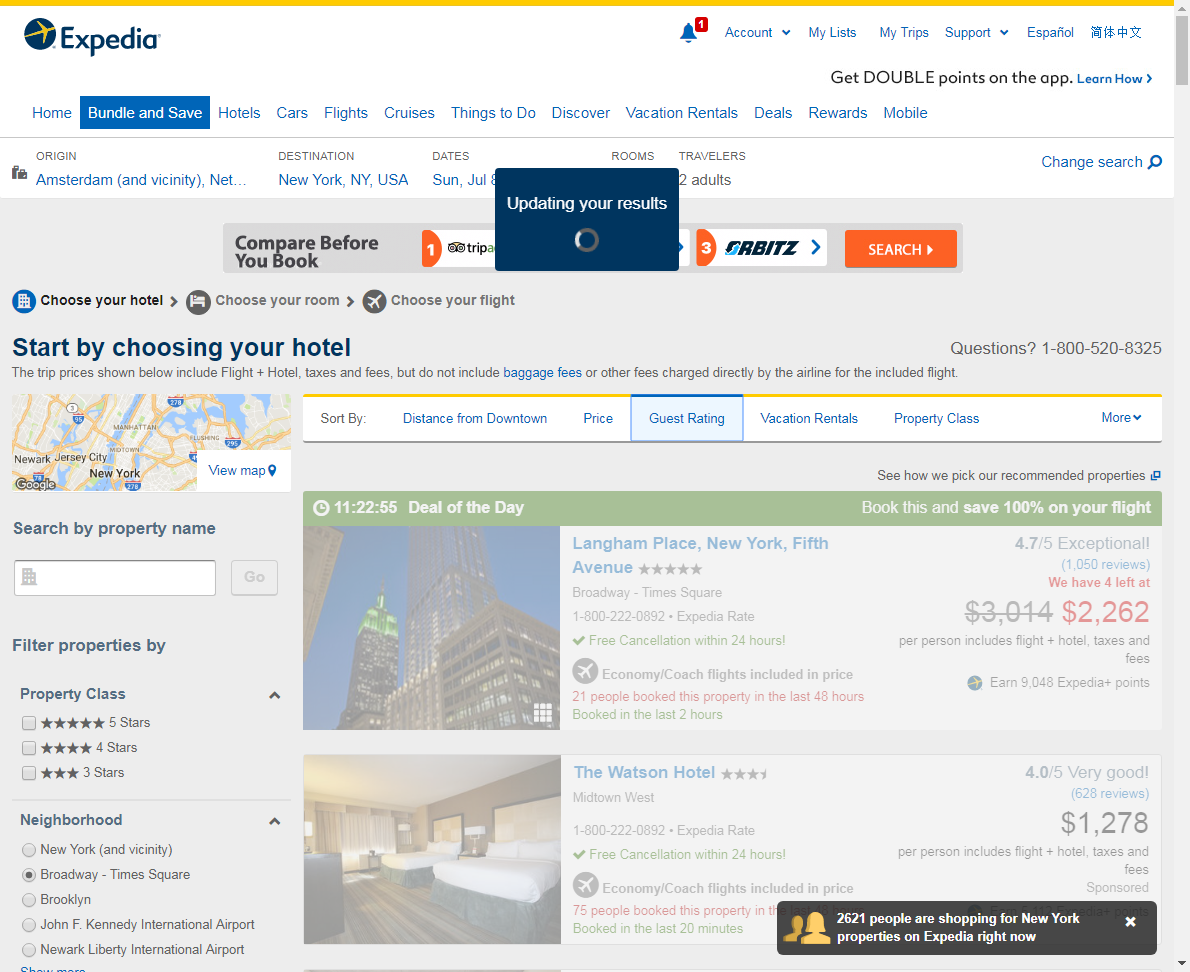 Expedia
1
Account
My Lists
My Trips
Support
Español
简体中文
Get DOUBLE points on the app. Learn How
Home
Bundle and Save
Hotels
Cars
Flights
Cruises
Things to Do
Discover
Vacation Rentals
Deals
Rewards
Mobile
ORIGIN
DESTINATION
DATES
ROOMS
TRAVELERS
Amsterdam (and vicinity), Net...
New York, NY, USA
Sun, Jul
2 adults
Change search
Updating your results
Compare Before
You Book
1
3
ORBITZ
SEARCH
Choose your hotel
Choose your room
Choose your flight
Start by choosing your hotel
Questions? 1-800-520-8325
The trip prices shown below include Flight + Hotel, taxes and fees, but do not include baggage fees or other fees charged directly by the airline for the included flight.
MANHATTAN
FLUSHING
MIDTOWN
Newark
Jersey City
New York
278
95
295
78
278
3
Google
View map
Sort By:
Distance from Downtown
Price
Guest Rating
Vacation Rentals
Property Class
More
See how we pick our recommended properties
Search by property name
Go
Filter properties by
Property Class
5 Stars
4 Stars
3 Stars
Neighborhood
New York (and vicinity)
Broadway - Times Square
Brooklyn
John F. Kennedy International Airport
Newark Liberty International Airport
Show more
11:22:55 Deal of the Day
Book this and save 100% on your flight
Langham Place, New York, Fifth
Avenue
Broadway - Times Square
1-800-222-0892 • Expedia Rate
Free Cancellation within 24 hours!
Economy/Coach flights included in price
21 people booked this property in the last 48 hours
Booked in the last 2 hours
4.7/5 Exceptional!
(1,050 reviews)
We have 4 left at
$3,014 $2,262
per person includes flight + hotel, taxes and
fees
Earn 9,048 Expedia+ points
The Watson Hotel
Midtown West
1-800-222-0892 • Expedia Rate
Free Cancellation within 24 hours!
Economy/Coach flights included in price
75 people booked this property in the last 48 hours
Booked in the last 20 minutes
4.0/5 Very good!
(628 reviews)
$1,278
per person includes flight + hotel, taxes and
fees
Sponsored
2621 people are shopping for New York
properties on Expedia right now